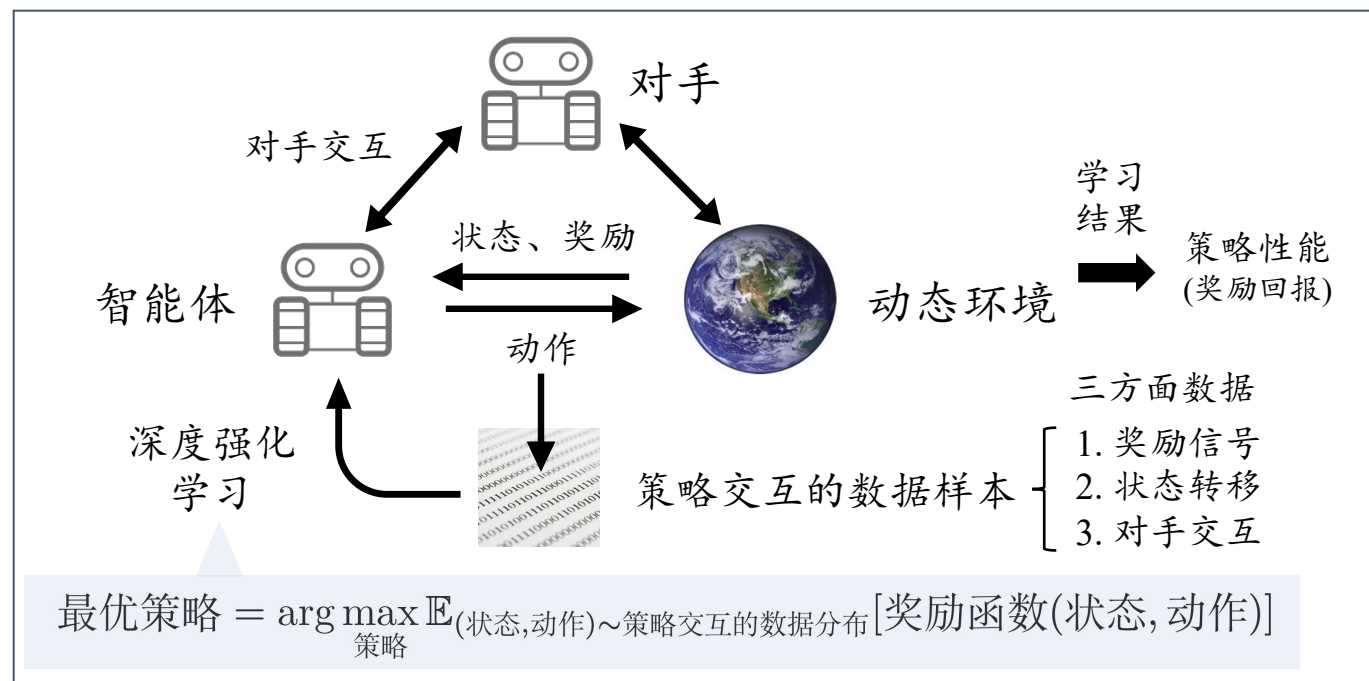 对手
对手交互
学习
结果
状态、奖励
策略性能
(奖励回报)
智能体
动态环境
动作
三方面数据
深度强化
学习
1. 奖励信号
策略交互的数据样本
2. 状态转移
3. 对手交互
最优策略 = arg max 𝔼(状态,动作)∼策略交互的数据分布[奖励函数(状态, 动作)]
策略